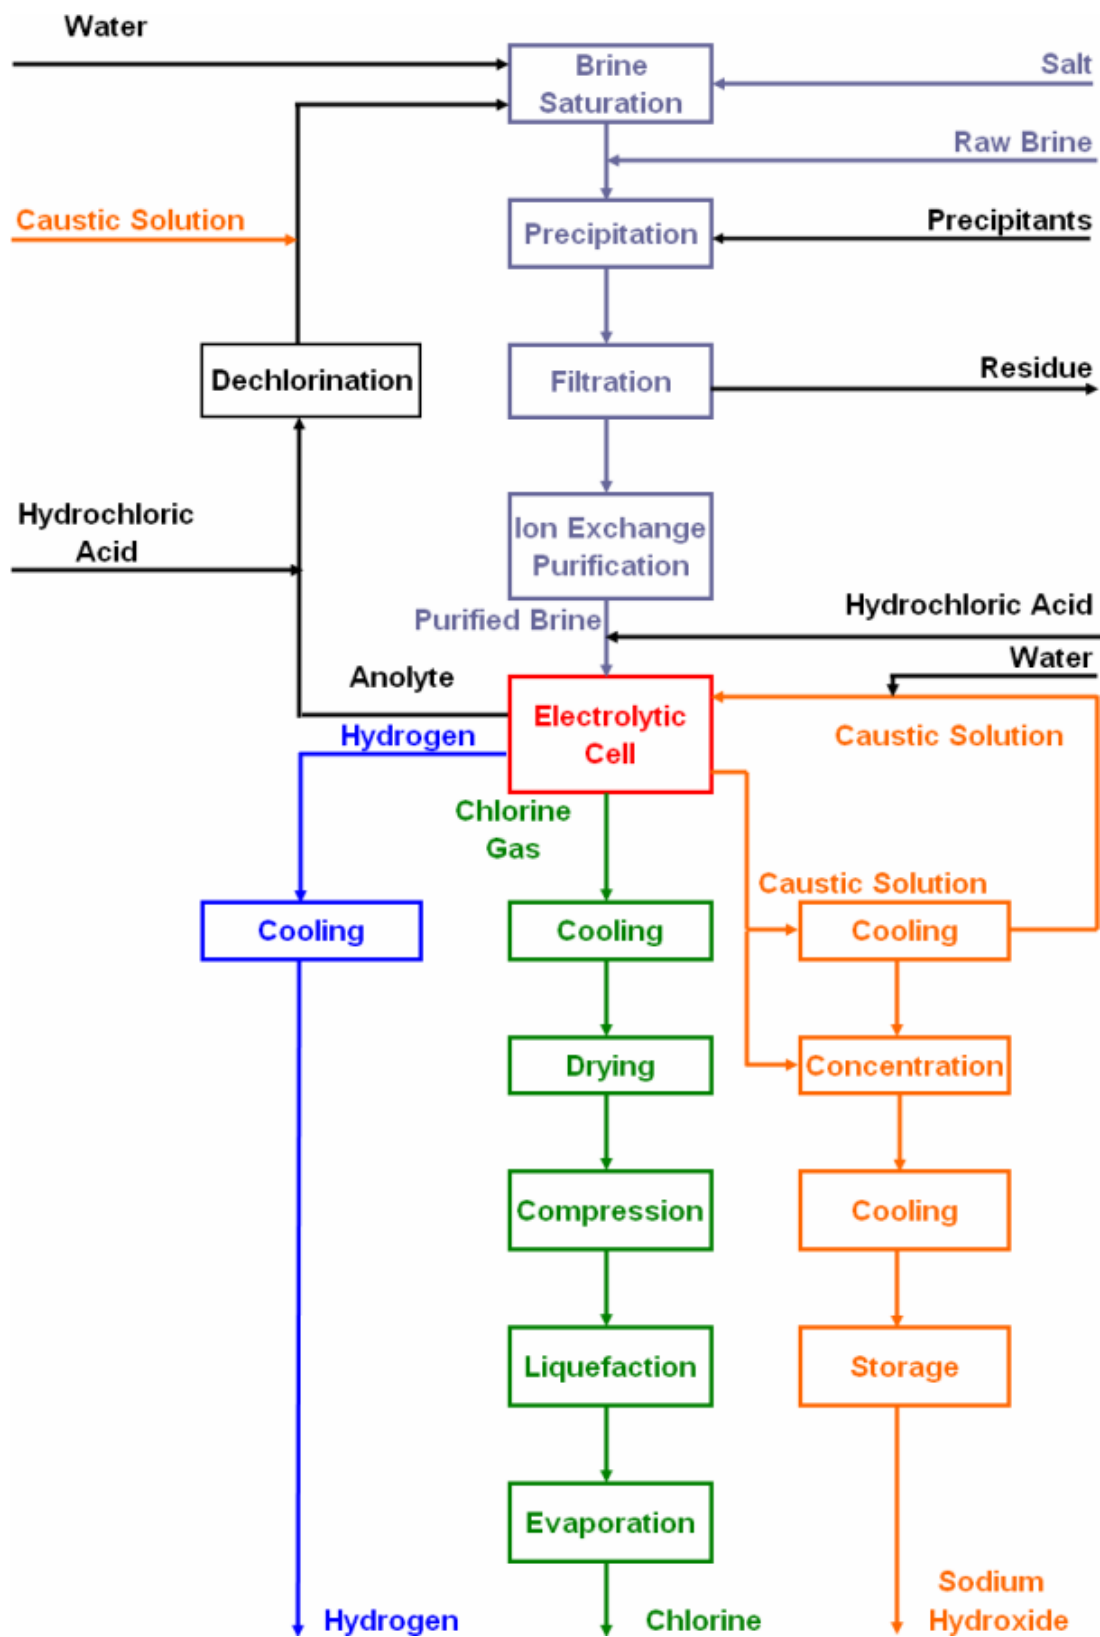 Water
Brine
Saturation
Salt
Raw Brine
Caustic Solution
Precipitation
Precipitants
Dechlorination
Filtration
Residue
Hydrochloric
Acid
Ion Exchange
Purification
Purified Brine
Hydrochloric Acid
Water
Anolyte
Electrolytic
Cell
Hydrogen
Caustic Solution
Chlorine
Gas
Caustic Solution
Cooling
Cooling
Cooling
Drying
Concentration
Compression
Cooling
Liquefaction
Storage
Evaporation
Hydrogen
Chlorine
Sodium
Hydroxide